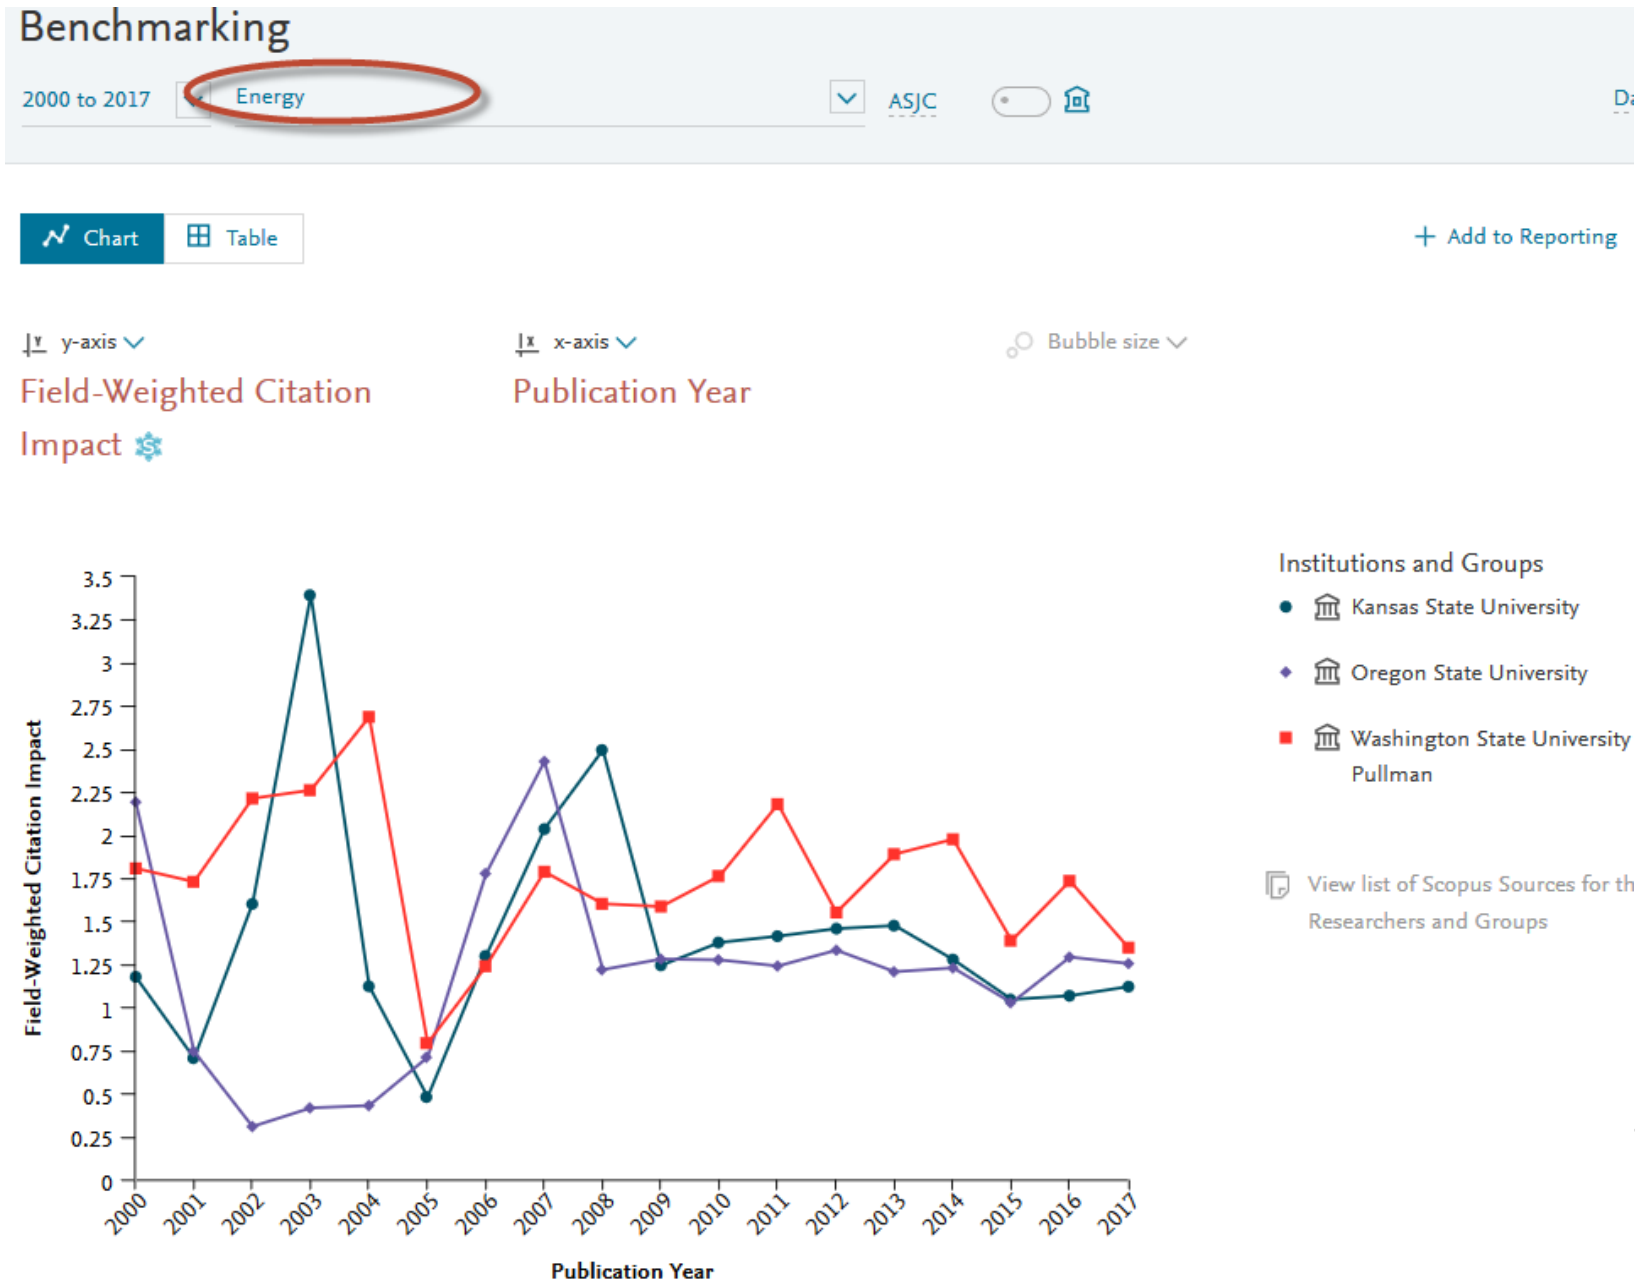 Benchmarking
2000 to 2017
Energy
ASJC
Chart
Table
+ Add to Reporting
y-axis
x-axis
Bubble size
Field-Weighted Citation
Impact
Publication Year
Institutions and Groups
Kansas State University
Oregon State University
Washington State University
Pullman
View list of Scopus Sources for
Researchers and Groups
Field-Weighted Citation Impact
3.5
3.25
3
2.75
2.5
2.25
2
1.75
1.5
1.25
1
0.75
0.5
0.25
0
2000
2001
2002
2003
2004
2005
2006
2007
2008
2009
2010
2011
2012
2013
2014
2015
2016
2017
Publication Year